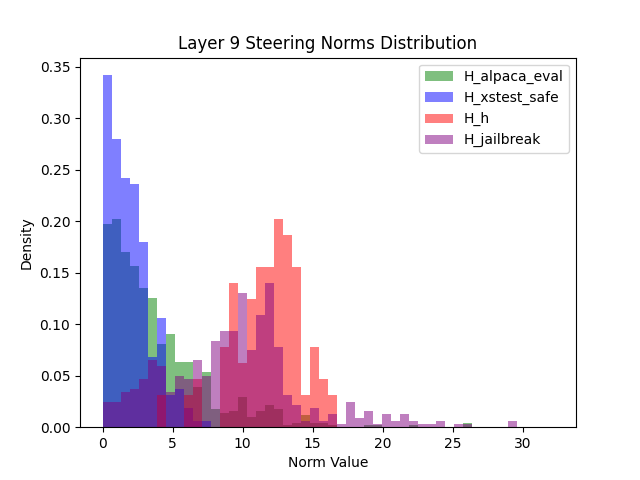 Layer 9 Steering Norms Distribution
H_alpaca_eval
H_xstest_safe
H_h
H_jailbreak
Density
0.35
0.30
0.25
0.20
0.15
0.10
0.05
0.00
0 5 10 15 20 25 30
Norm Value